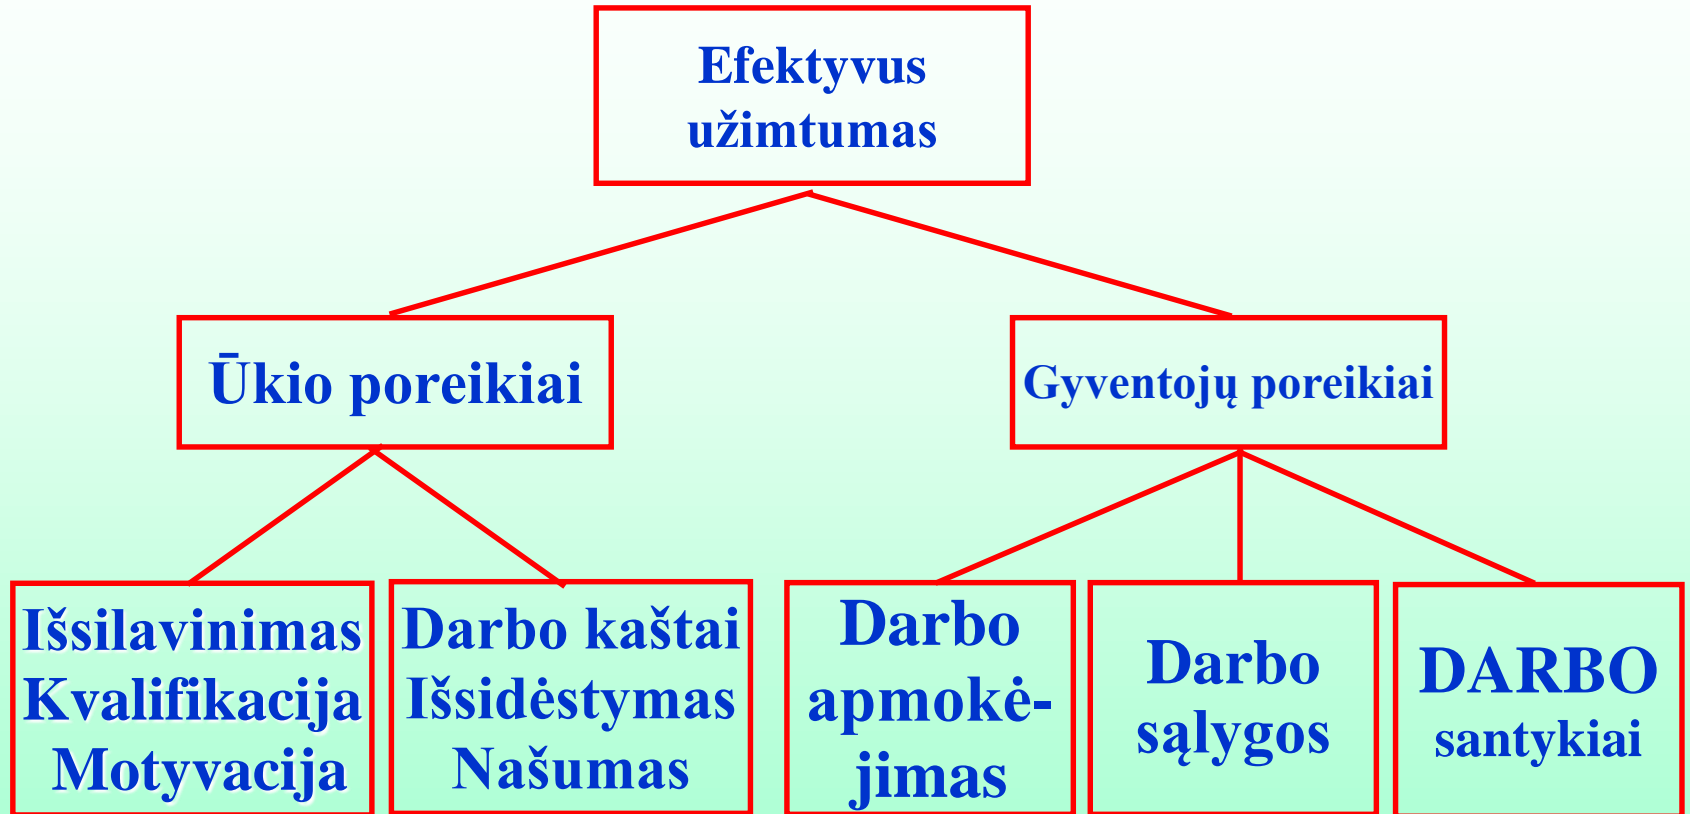 Efektyvus
užimtumas
Ūkio poreikiai
Gyventojų poreikiai
Išsilavinimas
Kvalifikacija
Motyvacija
Darbo kaštai
Išsidėstymas
Našumas
Darbo
apmokė-
jimas
Darbo
sąlygos
DARBO
santykiai